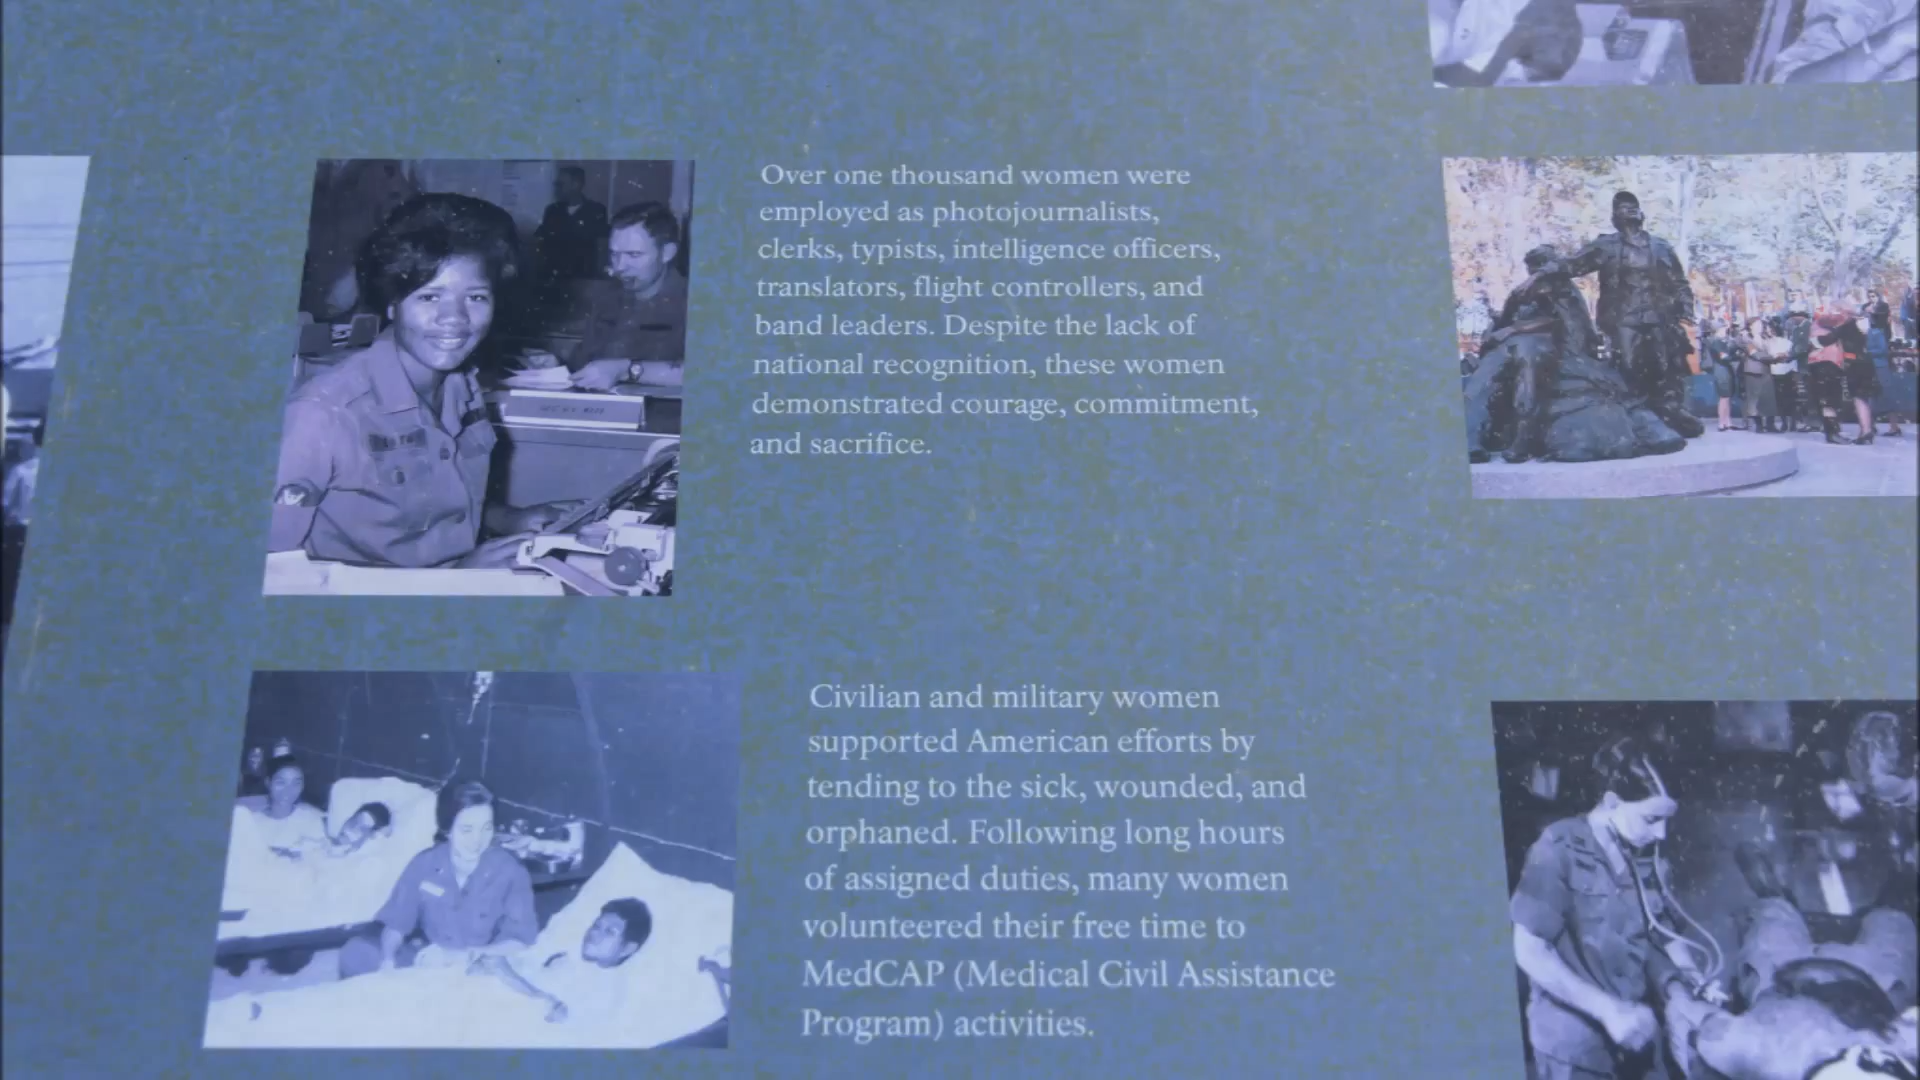 Over one thousand women were
employed as photojournalists,
clerks, typists, intelligence officers,
translators, flight controllers, and
band leaders. Despite the lack of
national recognition, these women
demonstrated courage, commitment,
and sacrifice.
Civilian and military women
supported American efforts by
tending to the sick, wounded, and
orphaned. Following long hours
of assigned duties, many women
volunteered their free time to
MedCAP (Medical Civil Assistance
Program) activities.